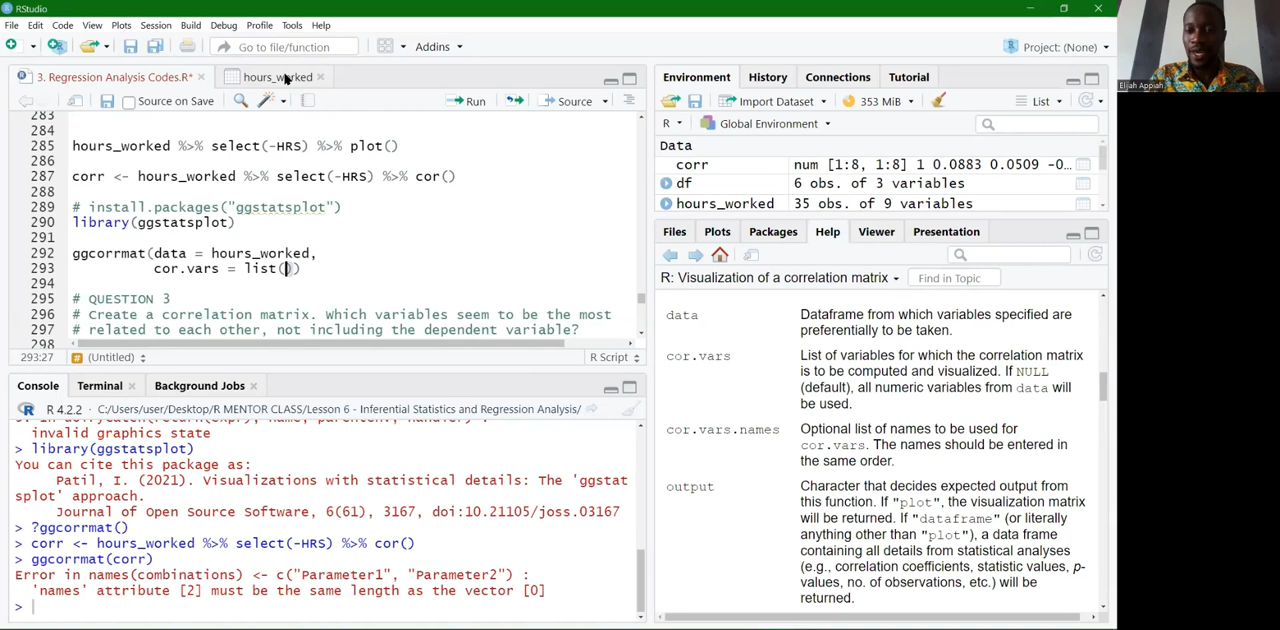 RStudio
File Edit Code View Plots Session Build Debug Profile Tools Help
Go to file/function Addins Project: (None)
3. Regression Analysis Codes.R* hours_worked
Source on Save Run Source
283
284
285 hours_worked %>% select(-HRS) %>% plot()
286
287 corr <- hours_worked %>% select(-HRS) %>% cor()
288
289 # install.packages("ggstatsplot")
290 library(ggstatsplot)
291
292 ggcorrmat(data = hours_worked,
293 cor.vars = list())
294
295 # QUESTION 3
296 # Create a correlation matrix. Which variables seem to be the most
297 # related to each other, not including the dependent variable?
298
293:27 (Untitled) R Script
Console Terminal Background Jobs
R 4.2.2 · C:/Users/user/Desktop/R MENTOR CLASS/Lesson 6 - Inferential Statistics and Regression Analysis/
invalid graphics state
> library(ggstatsplot)
You can cite this package as:
Patil, I. (2021). Visualizations with statistical details: The 'ggstat
splot' approach.
Journal of Open Source Software, 6(61), 3167, doi:10.21105/joss.03167
> ?ggcorrmat()
> corr <- hours_worked %>% select(-HRS) %>% cor()
> ggcorrmat(corr)
Error in names(combinations) <- c("Parameter1", "Parameter2") :
'names' attribute [2] must be the same length as the vector [0]
>
Environment History Connections Tutorial
Import Dataset 353 MiB List
R Global Environment
Data
corr num [1:8, 1:8] 1 0.0883 0.0509 -0...
df 6 obs. of 3 variables
hours_worked 35 obs. of 9 variables
Files Plots Packages Help Viewer Presentation
R: Visualization of a correlation matrix Find in Topic
data Dataframe from which variables specified are
preferentially to be taken.
cor.vars List of variables for which the correlation matrix
is to be computed and visualized. If NULL
(default), all numeric variables from data will
be used.
cor.vars.names Optional list of names to be used for
cor.vars. The names should be entered in
the same order.
output Character that decides expected output from
this function. If "plot", the visualization matrix
will be returned. If "dataframe" (or literally
anything other than "plot"), a data frame
containing all details from statistical analyses
(e.g., correlation coefficients, statistic values, p-
values, no. of observations, etc.) will be
returned.
Elijah Appiah